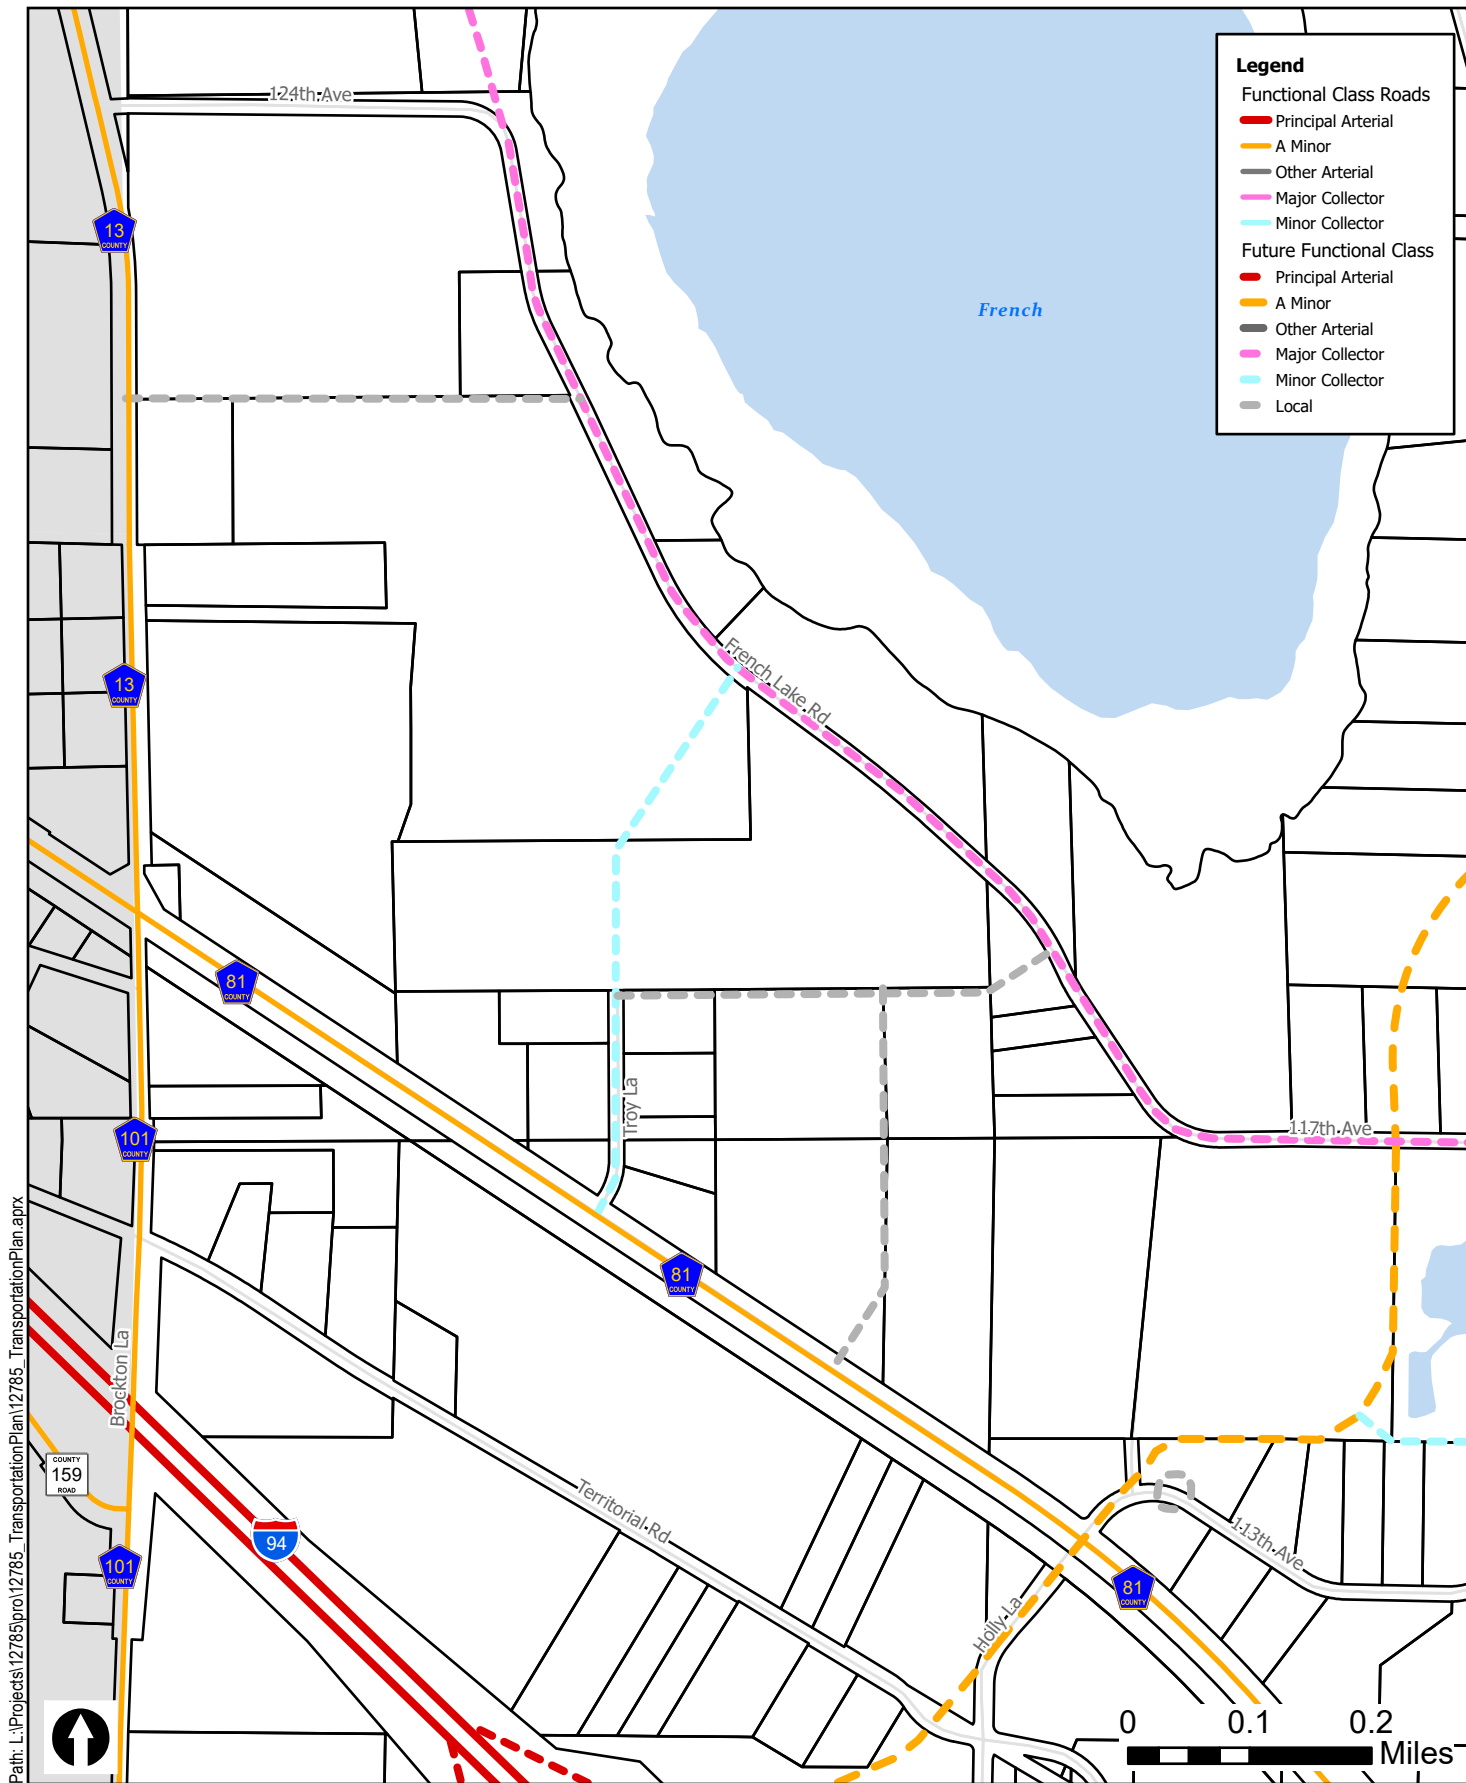 124th Ave
Legend
Functional Class Roads
Principal Arterial
A Minor
Other Arterial
Major Collector
Minor Collector
Future Functional Class
Principal Arterial
A Minor
Other Arterial
Major Collector
Minor Collector
Local
13
COUNTY
French
13
COUNTY
French Lake Rd
81
COUNTY
Troy La
101
COUNTY
117th Ave
81
COUNTY
Brockton La
COUNTY
159
ROAD
94
Territorial Rd
113th Ave
101
COUNTY
81
COUNTY
Holly La
0 0.1 0.2
Miles
Path: L:\Projects\12785\pro\12785_TransportationPlan\12785_TransportationPlan.aprx